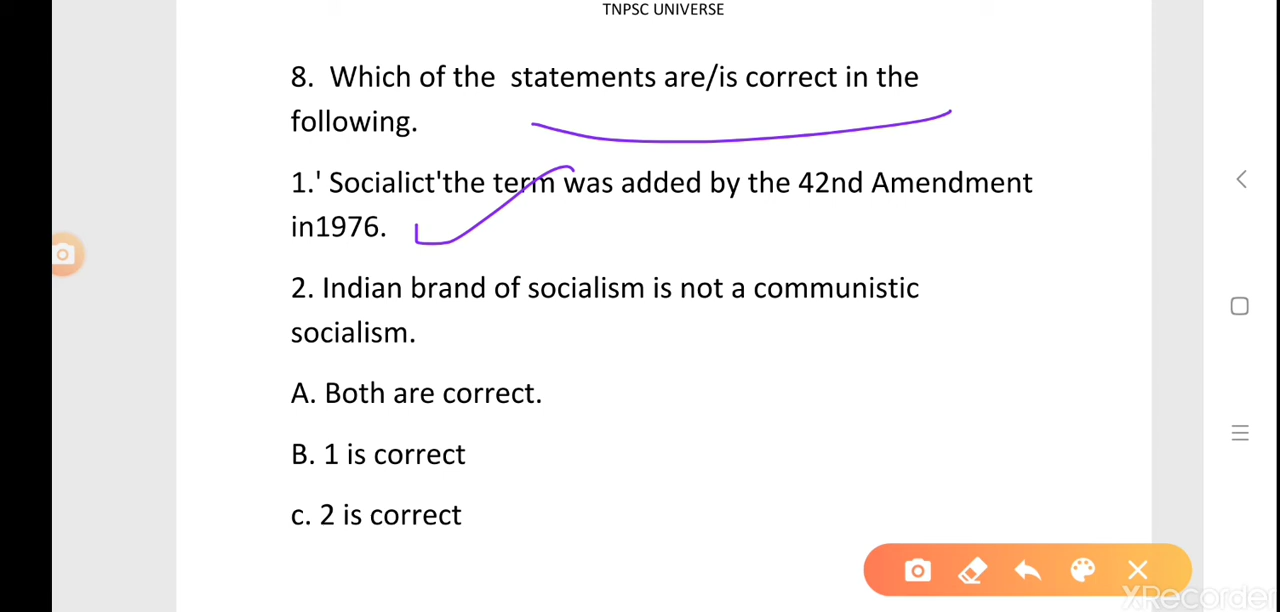 TNPSC UNIVERSE
8. Which of the statements are/is correct in the
following.
1.' Socialict'the term was added by the 42nd Amendment
in1976.
2. Indian brand of socialism is not a communistic
socialism.
A. Both are correct.
B. 1 is correct
c. 2 is correct
XRecorder